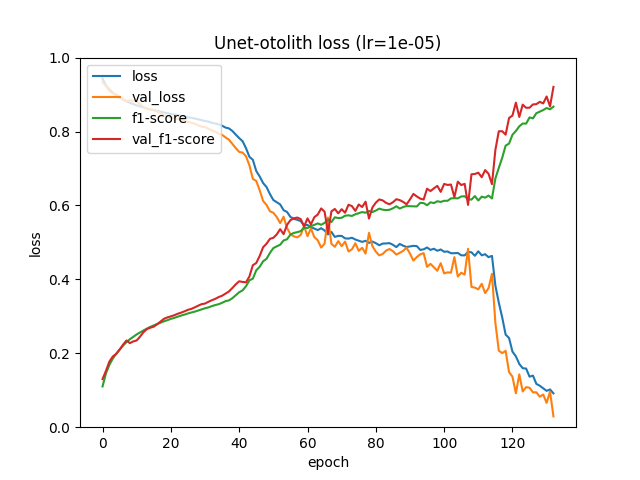 Unet-otolith loss (lr=1e-05)
1.0
0.8
0.6
0.4
0.2
0.0
loss
loss
val_loss
f1-score
val_f1-score
0 20 40 60 80 100 120
epoch